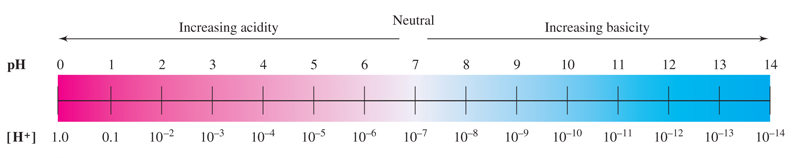 Neutral
Increasing acidity Increasing basicity
pH 0 1 2 3 4 5 6 7 8 9 10 11 12 13 14
[H⁺] 1.0 0.1 10⁻² 10⁻³ 10⁻⁴ 10⁻⁵ 10⁻⁶ 10⁻⁷ 10⁻⁸ 10⁻⁹ 10⁻¹⁰ 10⁻¹¹ 10⁻¹² 10⁻¹³ 10⁻¹⁴